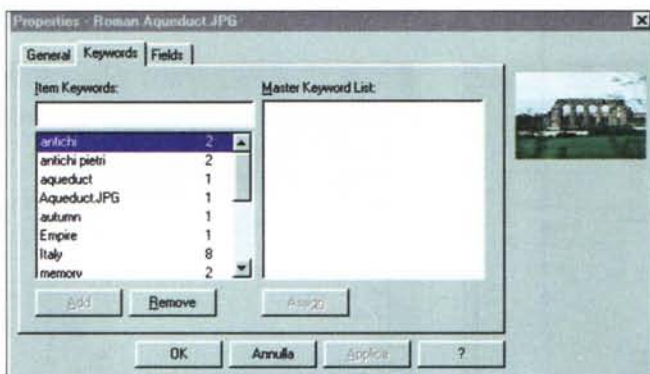 Properties - Roman Aqueduct.JPG
General Keywords Fields
Item Keywords:
Master Keyword List:
antichi 2
antichi pietri 2
aqueduct 1
Aqueduct.JPG 1
autumn 1
Empire 1
Italy 8
memory 2
Add
Remove
Assign
OK
Annulla
Applica
?